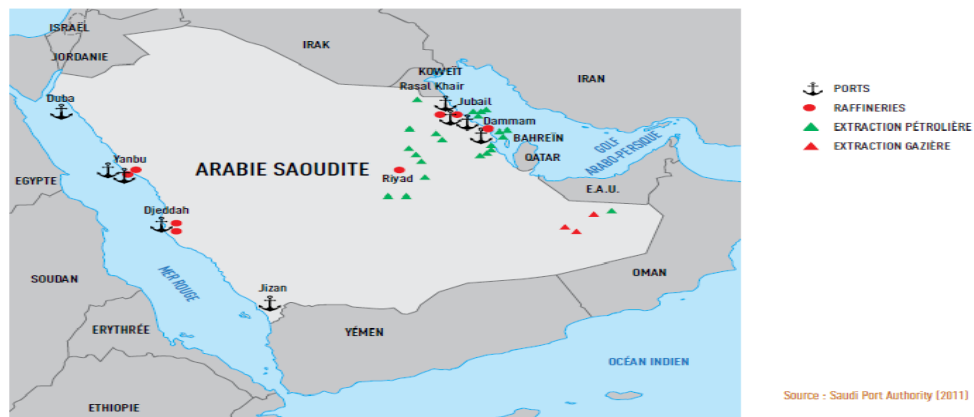 ISRAËL
JORDANIE
IRAK
KOWEÏT
IRAN
Rasal Khair
Jubail
Duba
Dammam
BAHREÏN
GOLF
ARABO-PERSIQUE
QATAR
Yanbu
ARABIE SAOUDITE
Riyad
EGYPTE
E.A.U.
Djeddah
SOUDAN
MER ROUGE
OMAN
Jizan
ERYTHRÉE
YÉMEN
OCÉAN INDIEN
ETHIOPIE
PORTS
RAFFINERIES
EXTRACTION PÉTROLIÈRE
EXTRACTION GAZIÈRE
Source : Saudi Port Authority (2011)